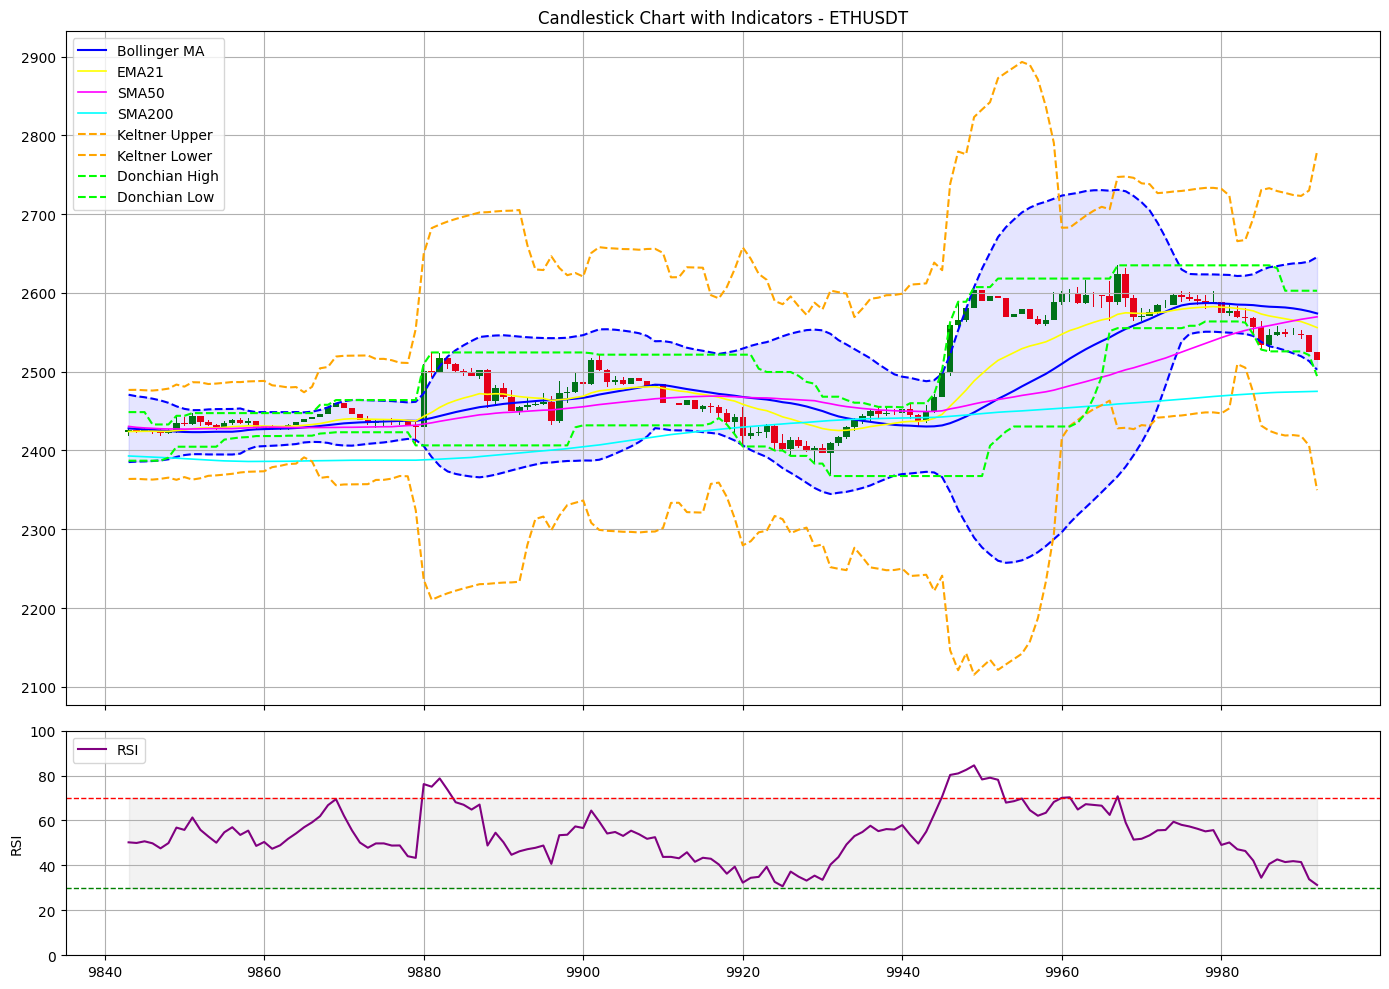 Candlestick Chart with Indicators - ETHUSDT
Bollinger MA
EMA21
SMA50
SMA200
Keltner Upper
Keltner Lower
Donchian High
Donchian Low
2900
2800
2700
2600
2500
2400
2300
2200
2100
RSI
100
80
60
40
20
0
RSI
9840 9860 9880 9900 9920 9940 9960 9980